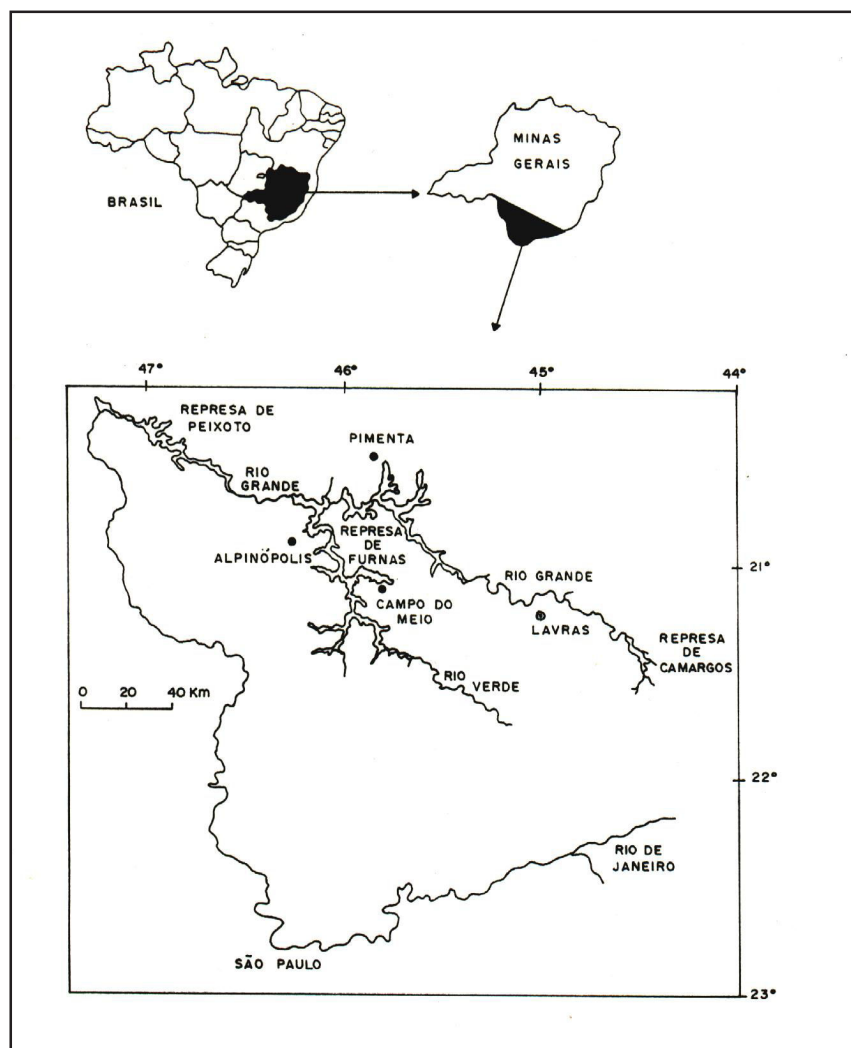 BRASIL
MINAS
GERAIS
47°
46°
45°
44°
REPRESA DE
PEIXOTO
PIMENTA
RIO
GRANDE
REPRESA
DE
FURNAS
ALPINÓPOLIS
21°
RIO GRANDE
CAMPO DO
MEIO
LAVRAS
REPRESA
DE
CAMARGOS
RIO
VERDE
0 20 40 Km
22°
RIO DE
JANEIRO
SÃO PAULO
23°